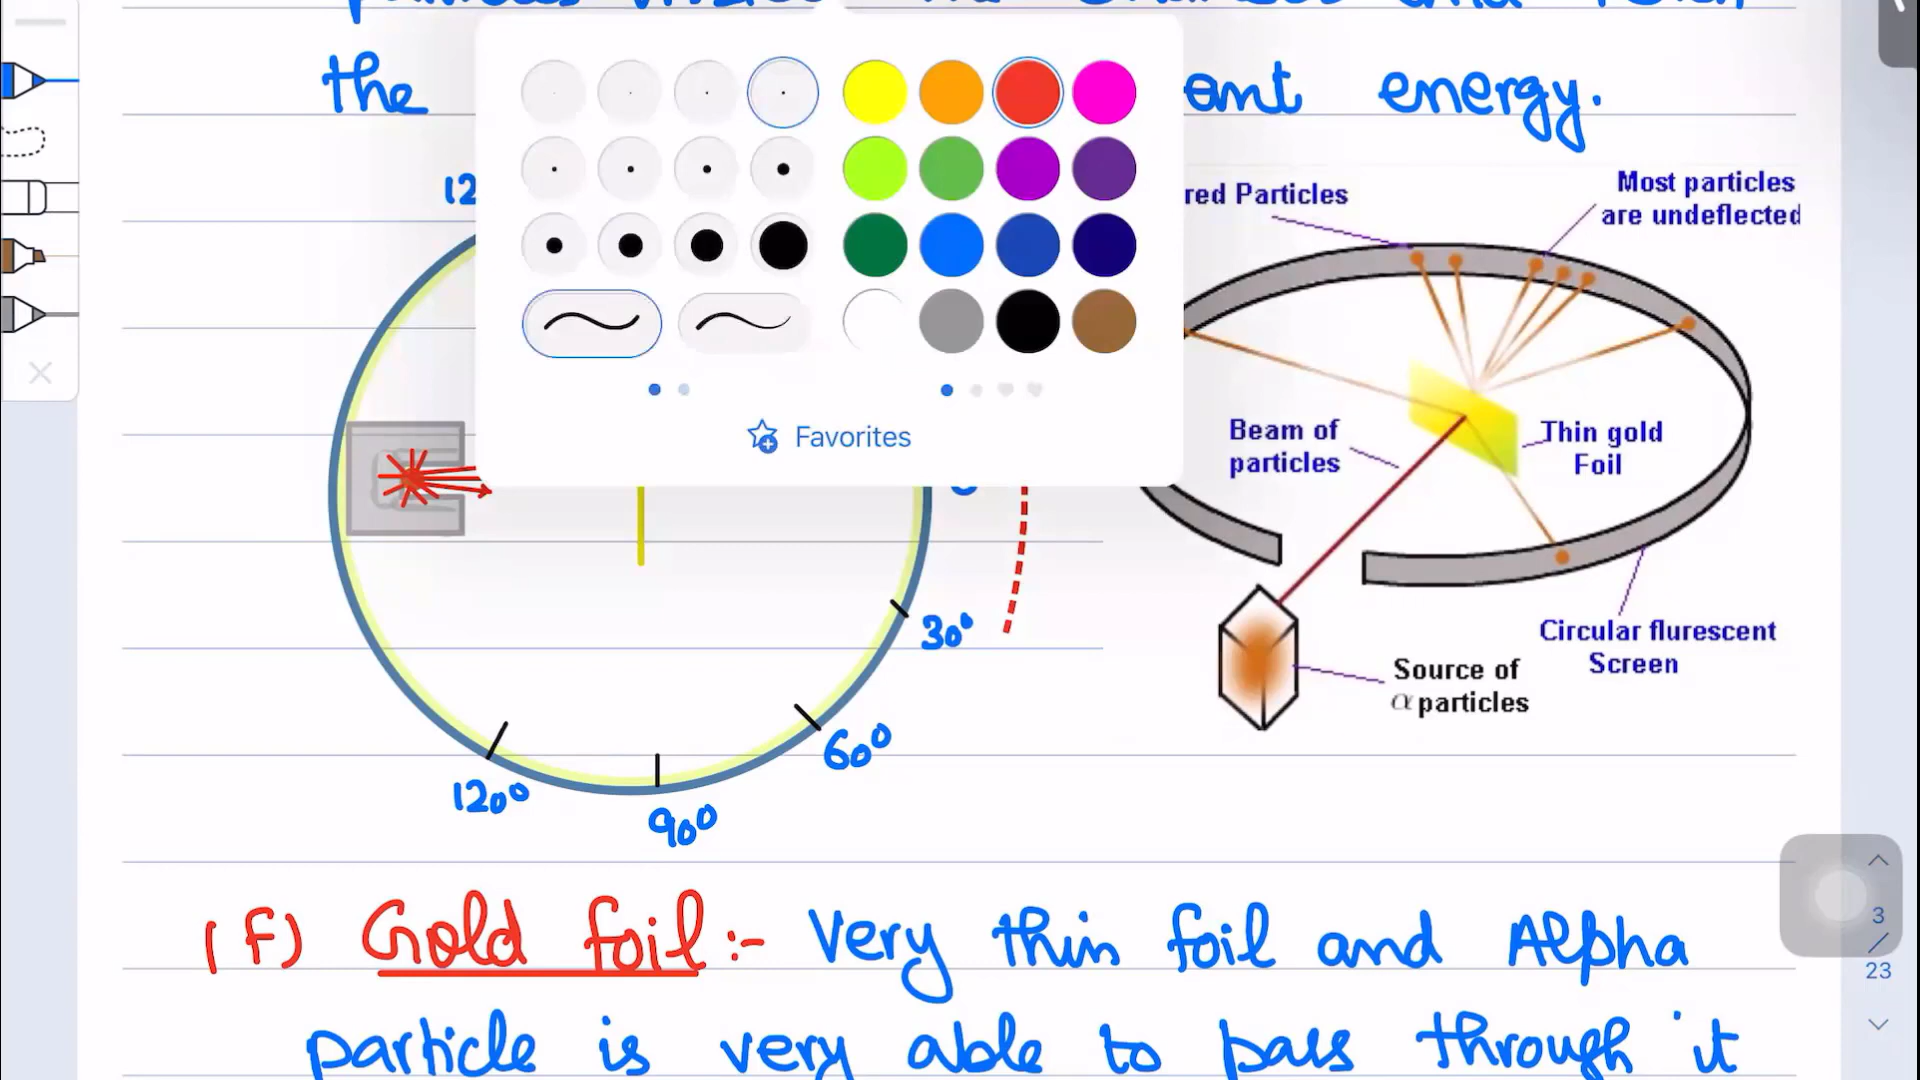 the ant energy.
12
red Particles
Most particles
are undeflected
Favorites
Beam of
particles
Thin gold
Foil
30°
Circular flurescent
Screen
Source of
α particles
60°
120°
90°
(F) Gold foil:- Very thin foil and Alpha
particle is very able to pass through it
3
/
23